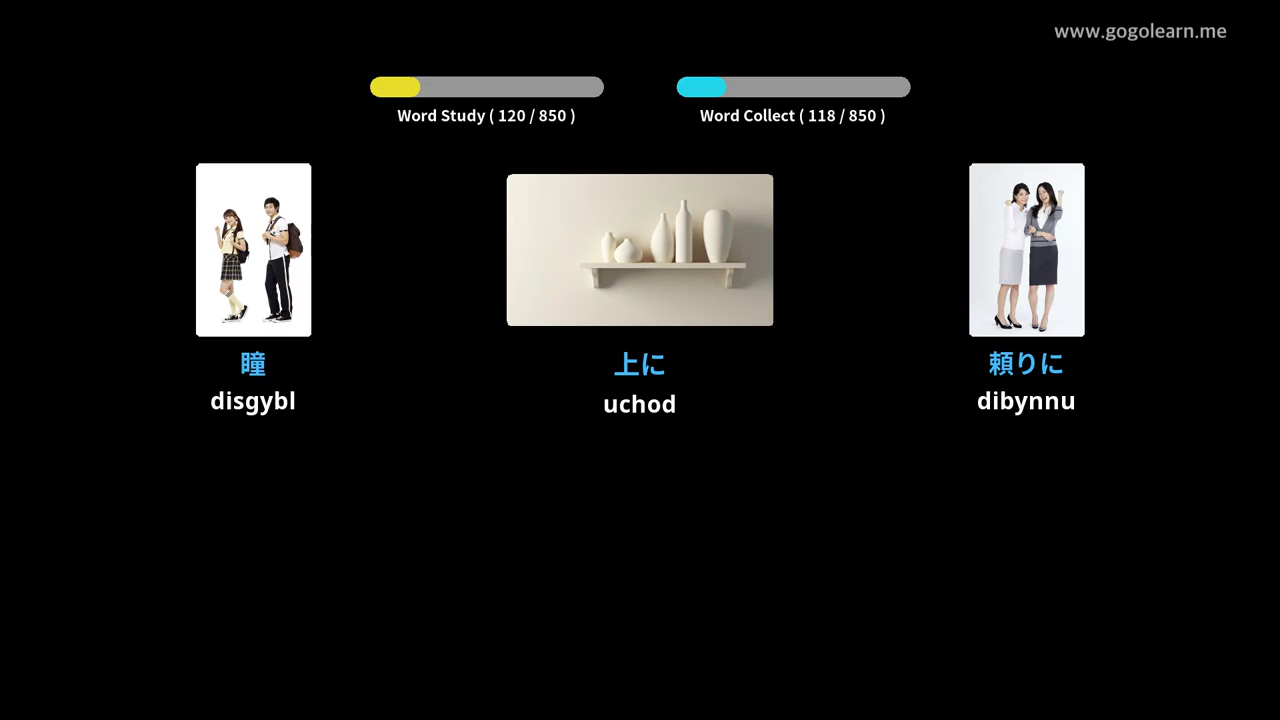 www.gogolearn.me
Word Study ( 120 / 850 )
Word Collect ( 118 / 850 )
瞳
disgybl
上に
uchod
頼りに
dibynnu